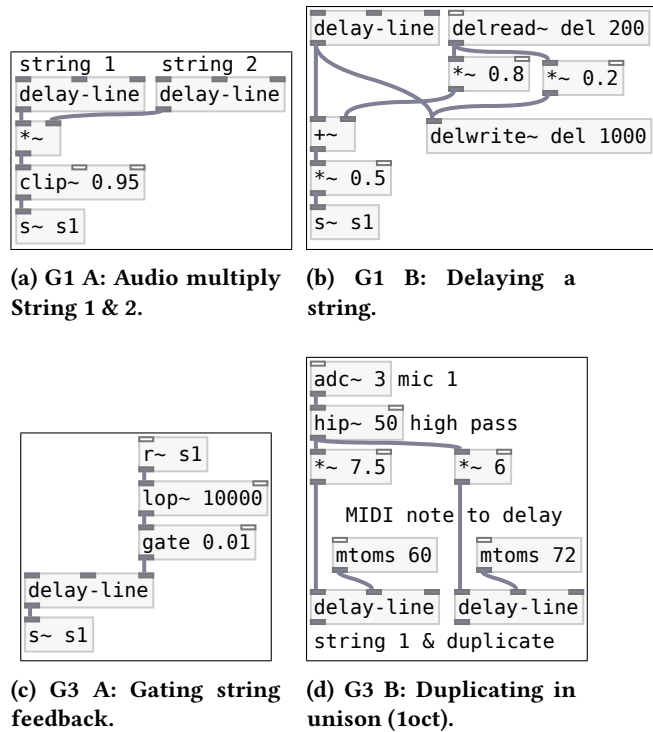 string 1 string 2
delay-line delay-line
*~
clip~ 0.95
s~ s1
(a) G1 A: Audio multiply
String 1 & 2.
delay-line delread~ del 200
*~ 0.8 *~ 0.2
+~ delwrite~ del 1000
*~ 0.5
s~ s1
(b) G1 B: Delaying a
string.
r~ s1
lop~ 10000
gate 0.01
delay-line
s~ s1
(c) G3 A: Gating string
feedback.
adc~ 3 mic 1
hip~ 50 high pass
*~ 7.5 *~ 6
MIDI note to delay
mtoms 60 mtoms 72
delay-line delay-line
string 1 & duplicate
(d) G3 B: Duplicating in
unison (1oct).